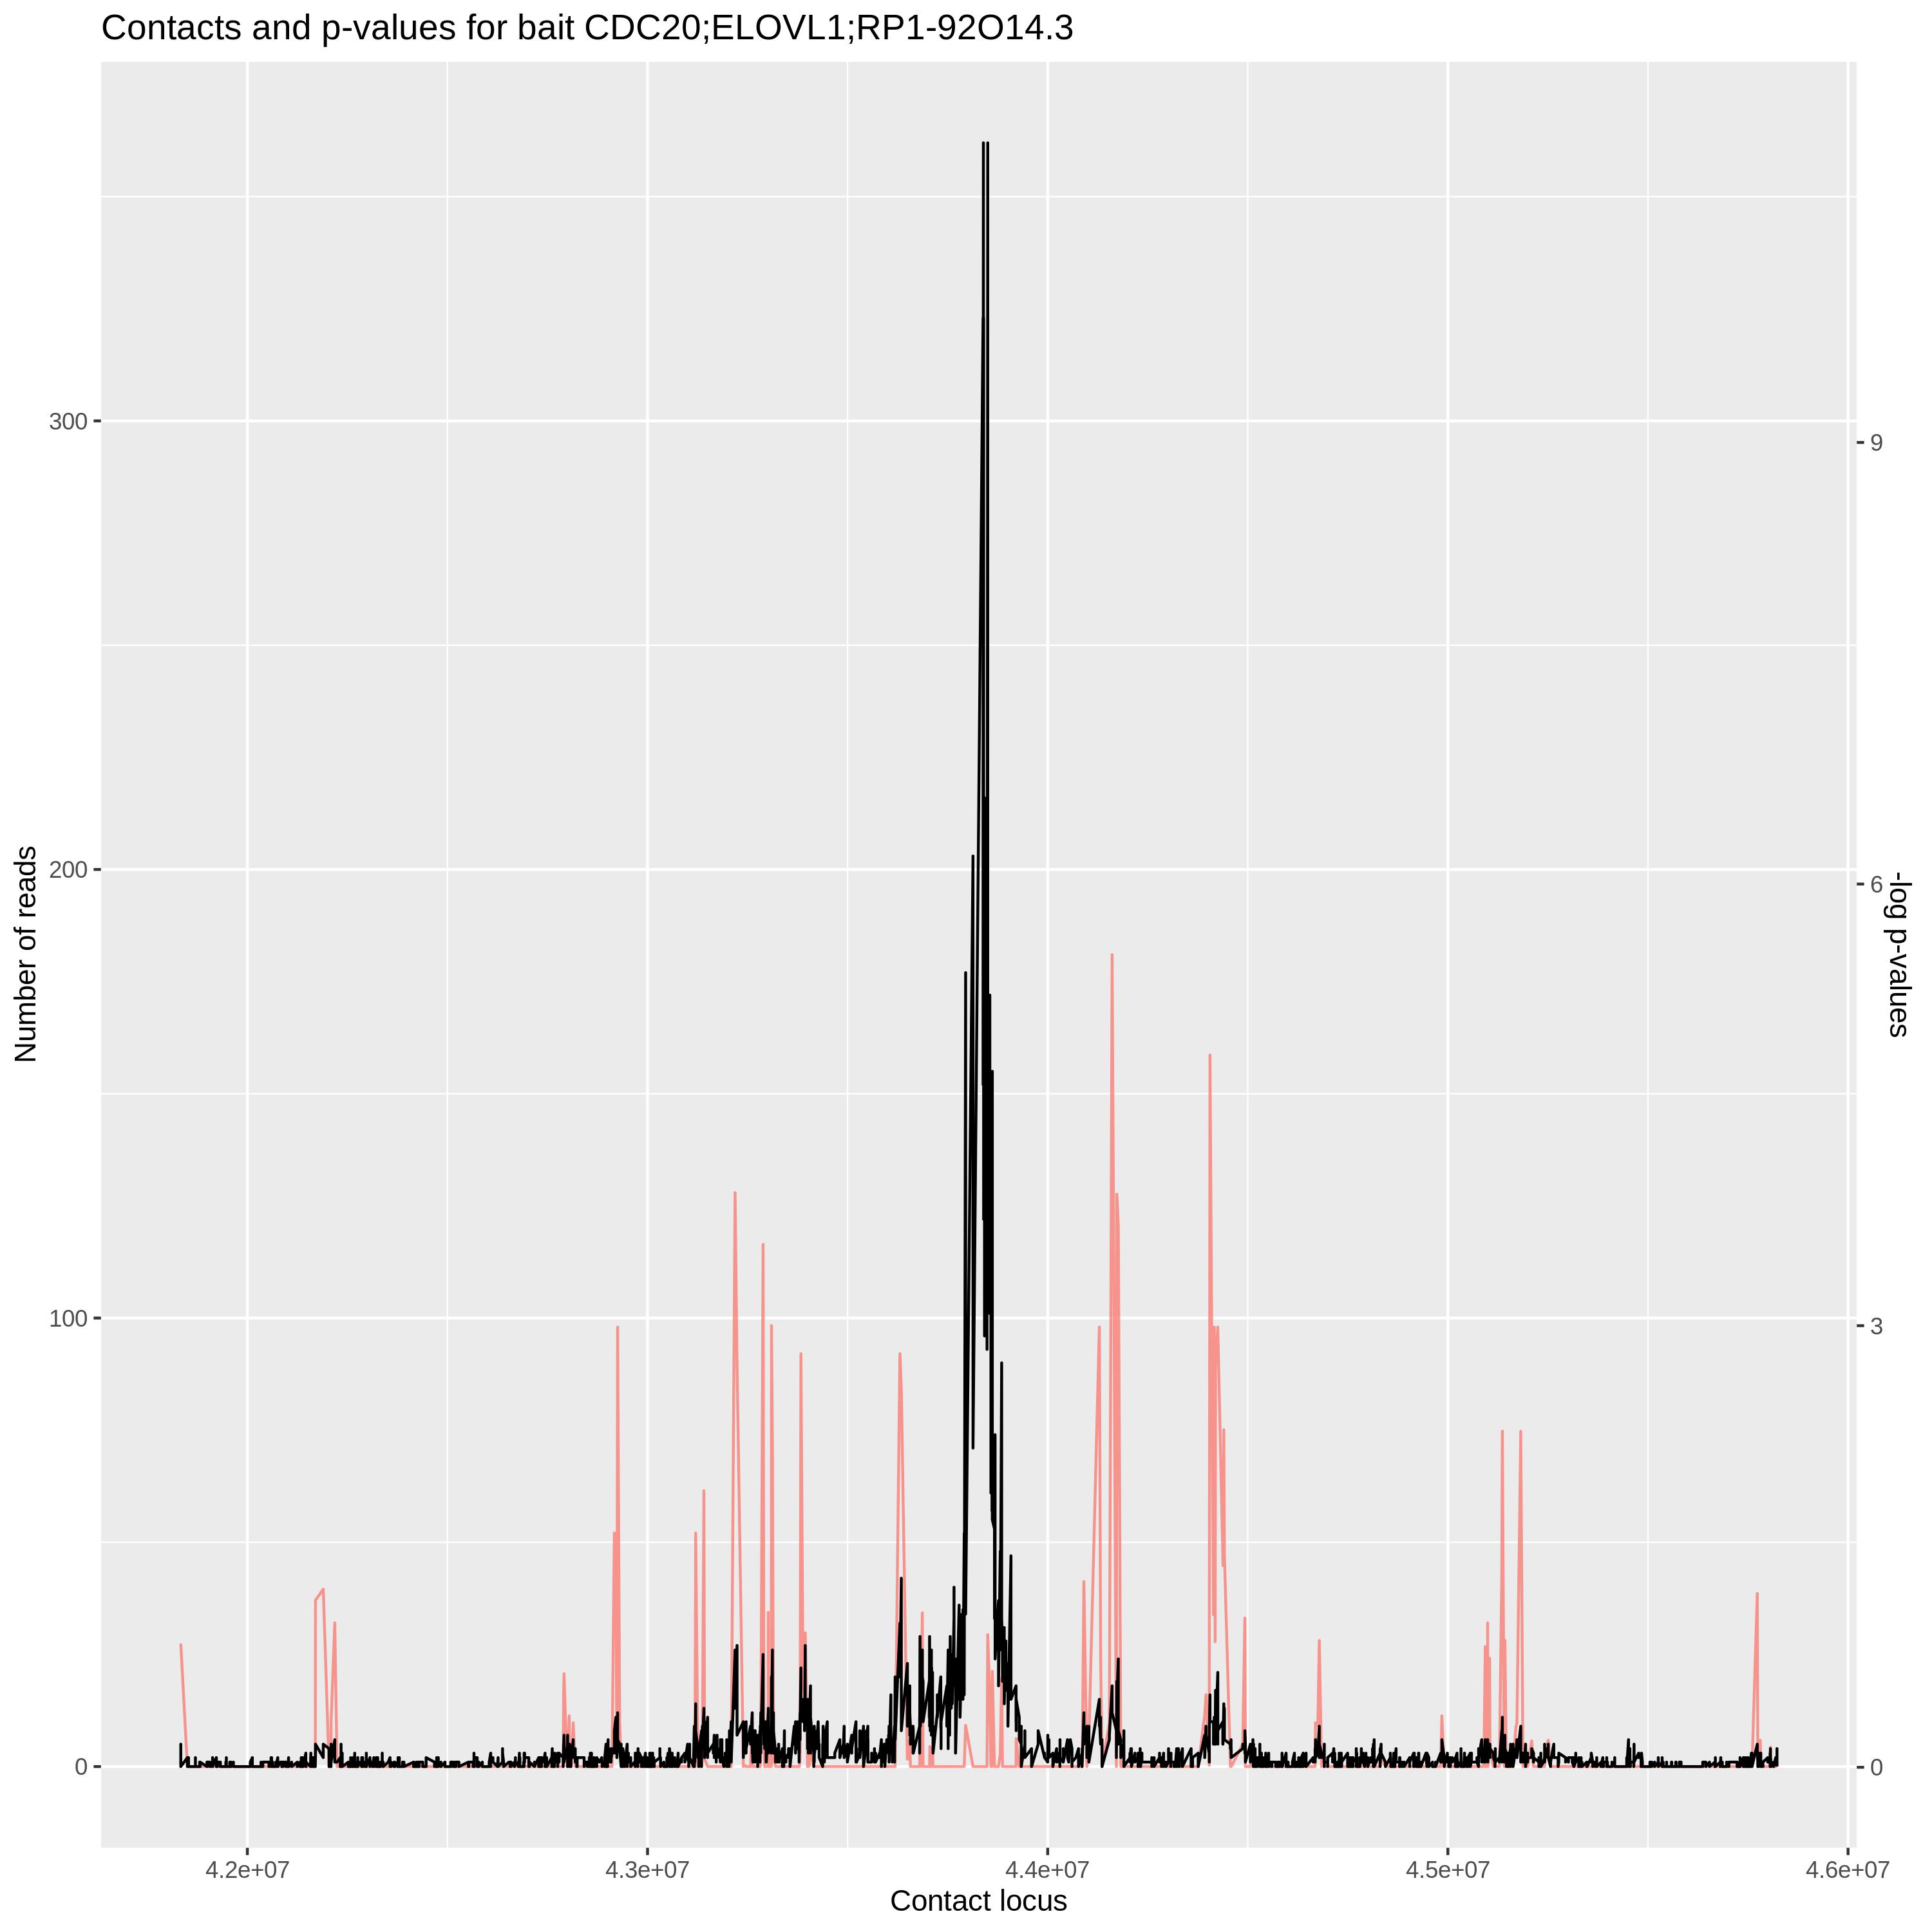 Contacts and p-values for bait CDC20;ELOVL1;RP1-92O14.3
Number of reads
300
200
100
0
9
6
3
0
-log p-values
4.2e+07 4.3e+07 4.4e+07 4.5e+07 4.6e+07
Contact locus